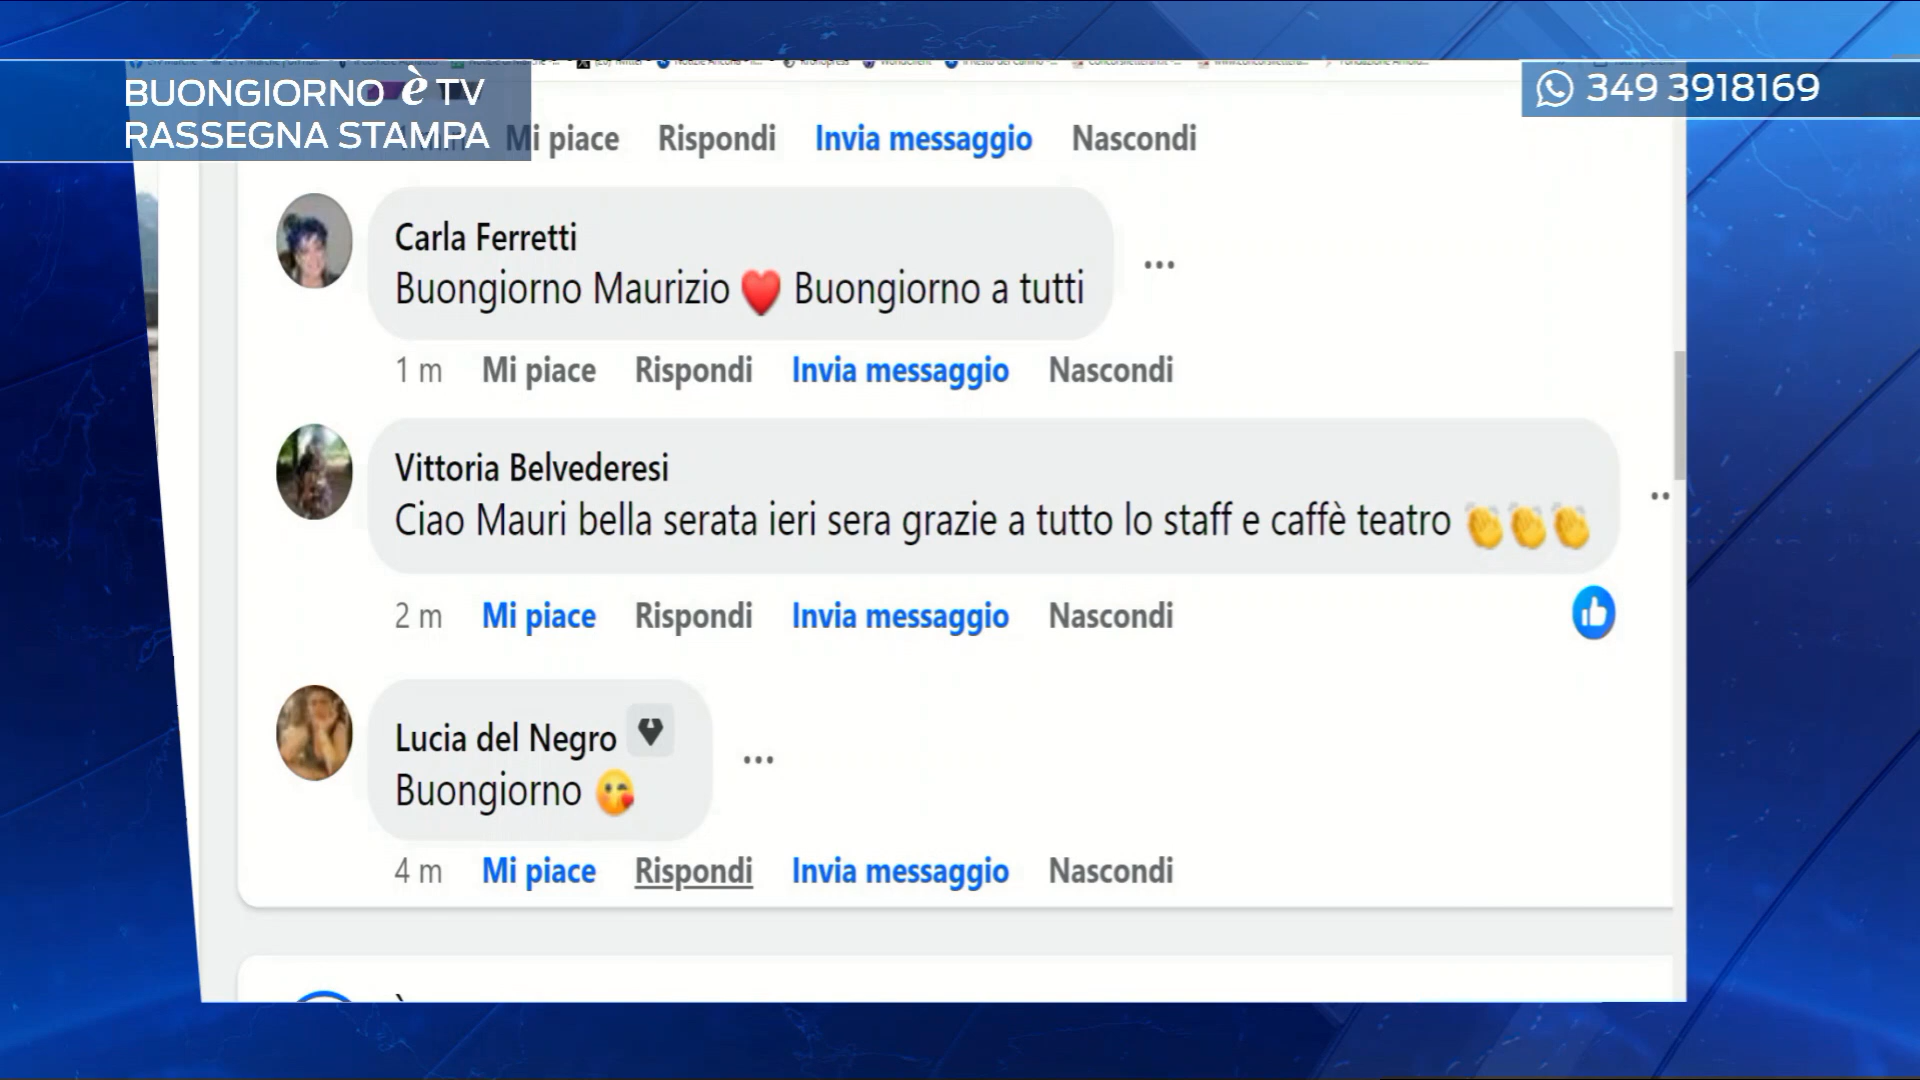 BUONGIORNO è TV
RASSEGNA STAMPA
349 3918169
Mi piace Rispondi Invia messaggio Nascondi
Carla Ferretti
Buongiorno Maurizio ❤️ Buongiorno a tutti
1 m Mi piace Rispondi Invia messaggio Nascondi
Vittoria Belvederesi
Ciao Mauri bella serata ieri sera grazie a tutto lo staff e caffè teatro 👏👏👏
2 m Mi piace Rispondi Invia messaggio Nascondi
Lucia del Negro
Buongiorno 😘
4 m Mi piace Rispondi Invia messaggio Nascondi